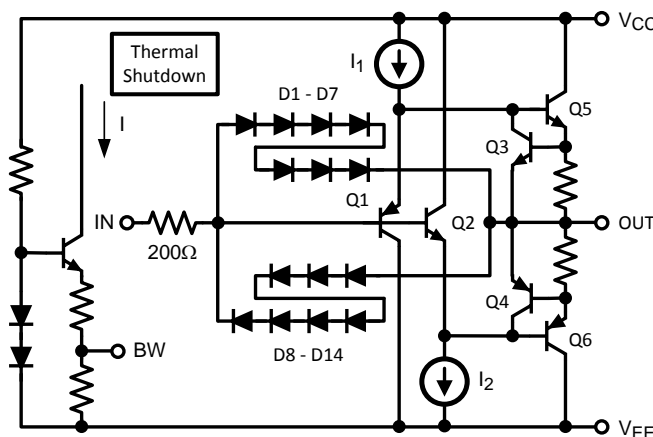 VCC
Thermal
Shutdown
I1
D1 - D7
I
Q5
Q3
Q1
IN
200Ω
Q2
OUT
Q4
BW
D8 - D14
I2
Q6
VEE